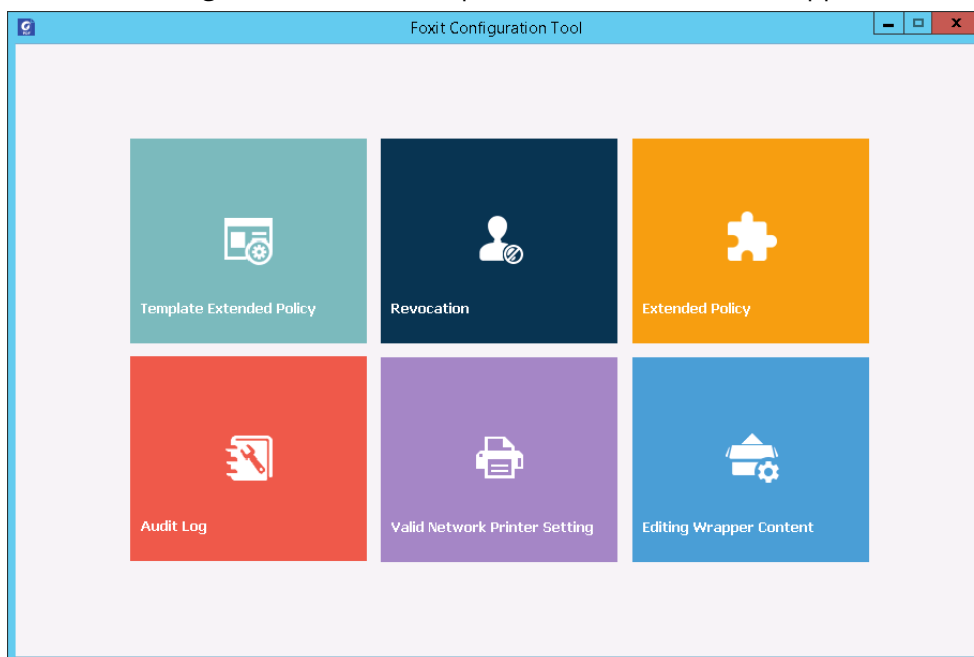 Foxit Configuration Tool
Template Extended Policy
Revocation
Extended Policy
Audit Log
Valid Network Printer Setting
Editing Wrapper Content